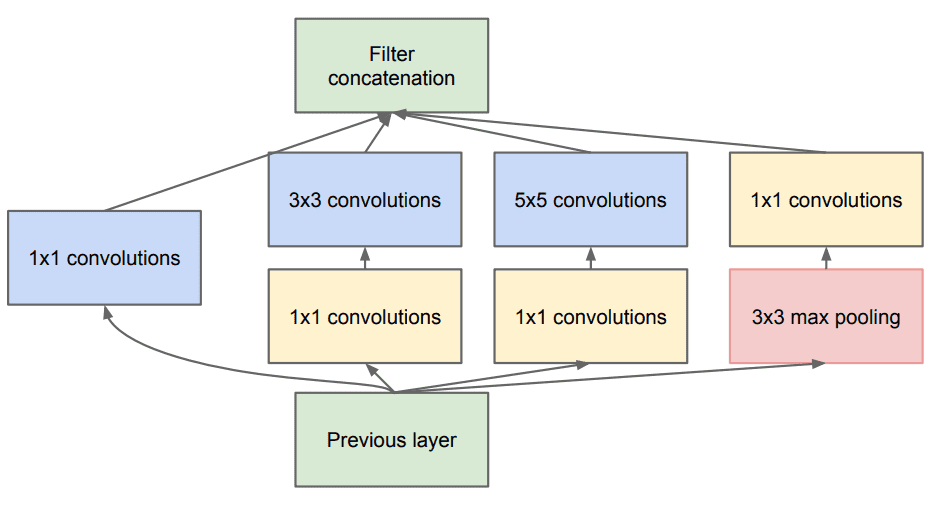 Filter
concatenation
3x3 convolutions
5x5 convolutions
1x1 convolutions
1x1 convolutions
1x1 convolutions
1x1 convolutions
3x3 max pooling
Previous layer